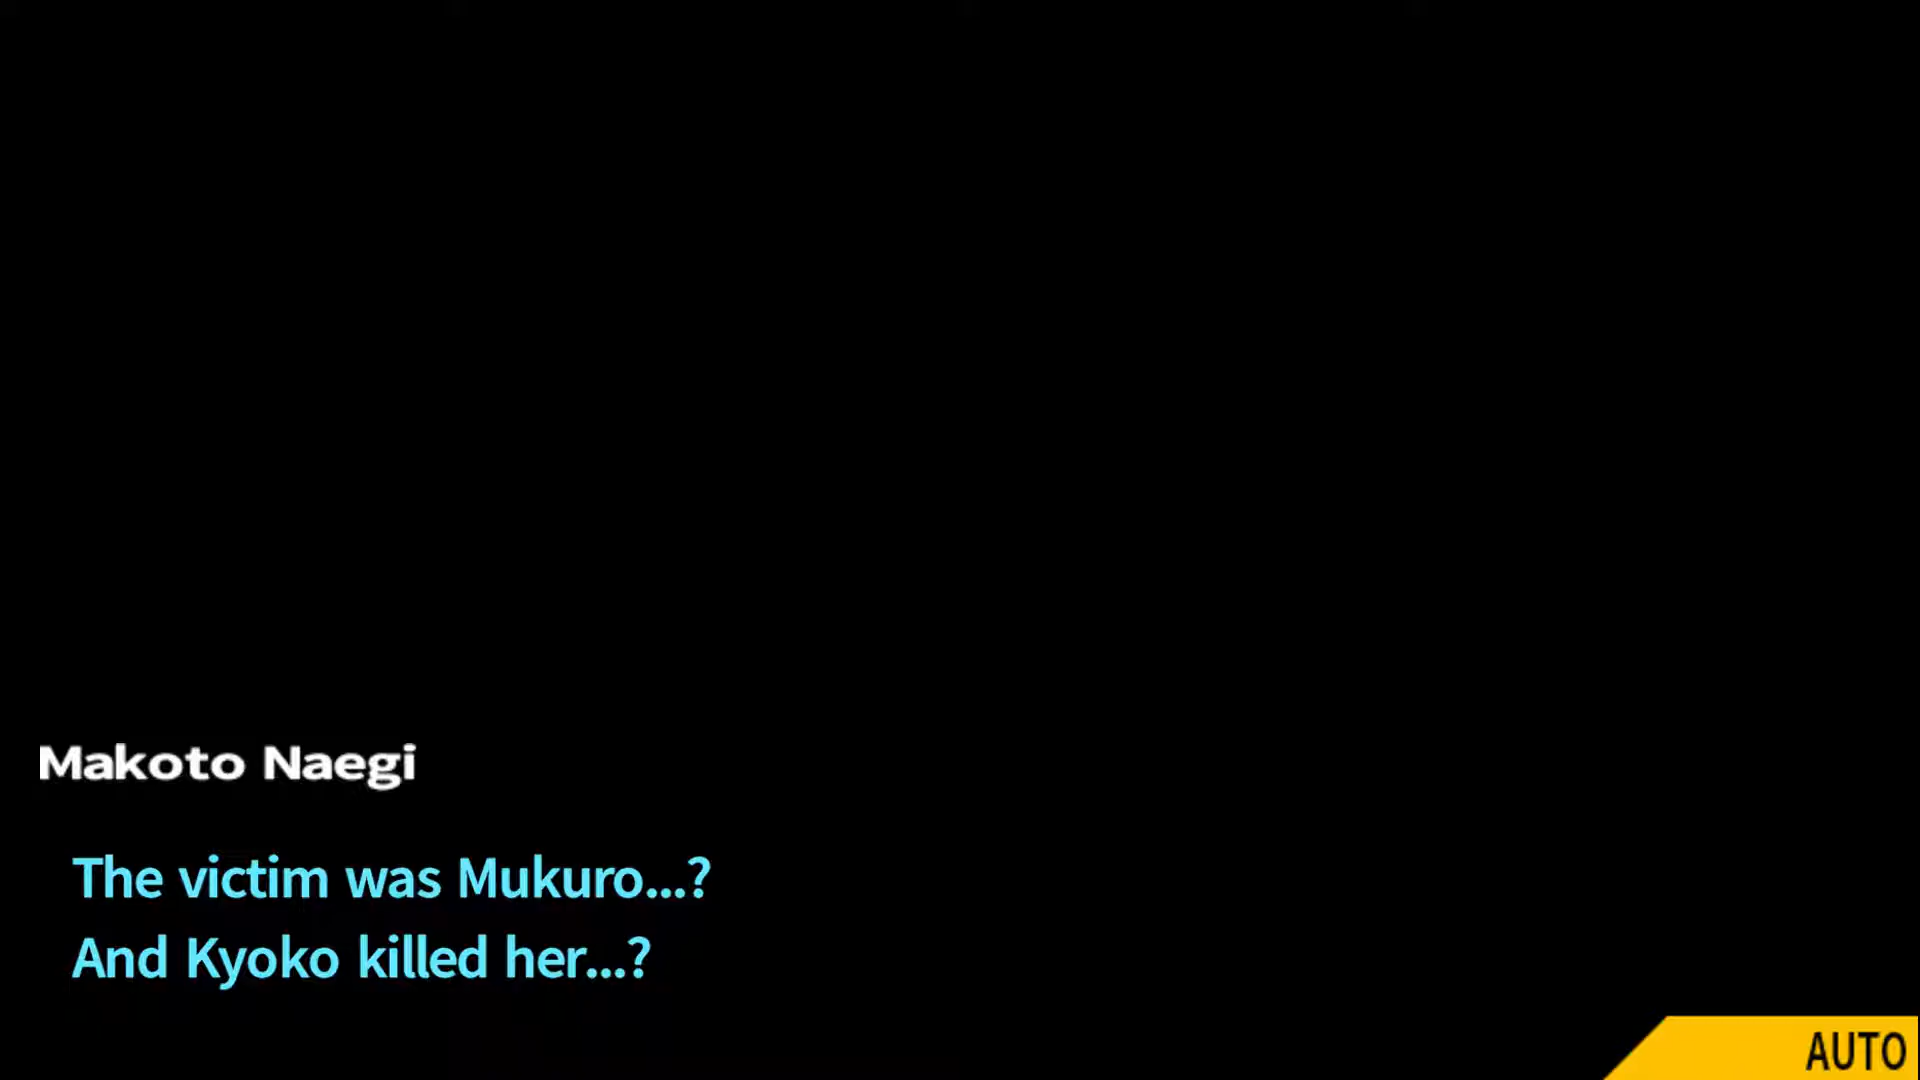 Makoto Naegi
The victim was Mukuro...?
And Kyoko killed her...?
AUTO